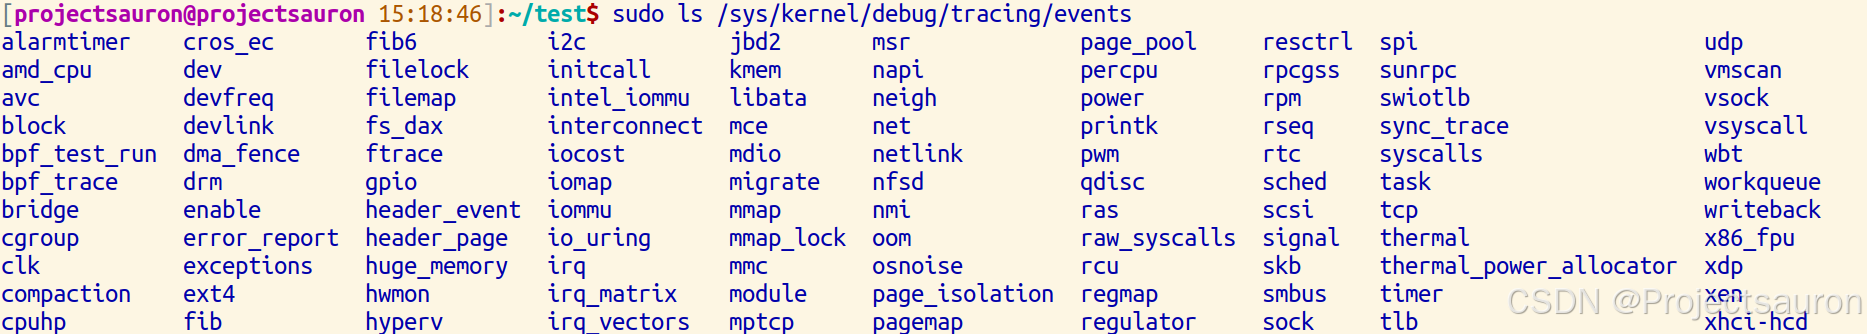 [projectsauron@projectsauron 15:18:46]:~/test$ sudo ls /sys/kernel/debug/tracing/events
alarmtimer cros_ec fib6 i2c jbd2 msr page_pool resctrl spi udp
amd_cpu dev filelock initcall kmem napi percpu rpcgss sunrpc vmscan
avc devfreq filemap intel_iommu libata neigh power rpm swiotlb vsock
block devlink fs_dax interconnect mce net printk rseq sync_trace vsyscall
bpf_test_run dma_fence ftrace iocost mdio netlink pwm rtc syscalls wbt
bpf_trace drm gpio iomap migrate nfsd qdisc sched task workqueue
bridge enable header_event iommu mmap nmi ras scsi tcp writeback
cgroup error_report header_page io_uring mmap_lock oom raw_syscalls signal thermal x86_fpu
clk exceptions huge_memory irq mmc osnoise rcu skb thermal_power_allocator xdp
compaction ext4 hwmon irq_matrix module page_isolation regmap smbus timer xen
cpuhp fib hyperv irq_vectors mptcp pagemap regulator sock tlb xhci-hcd
CSDN @Projectsauron